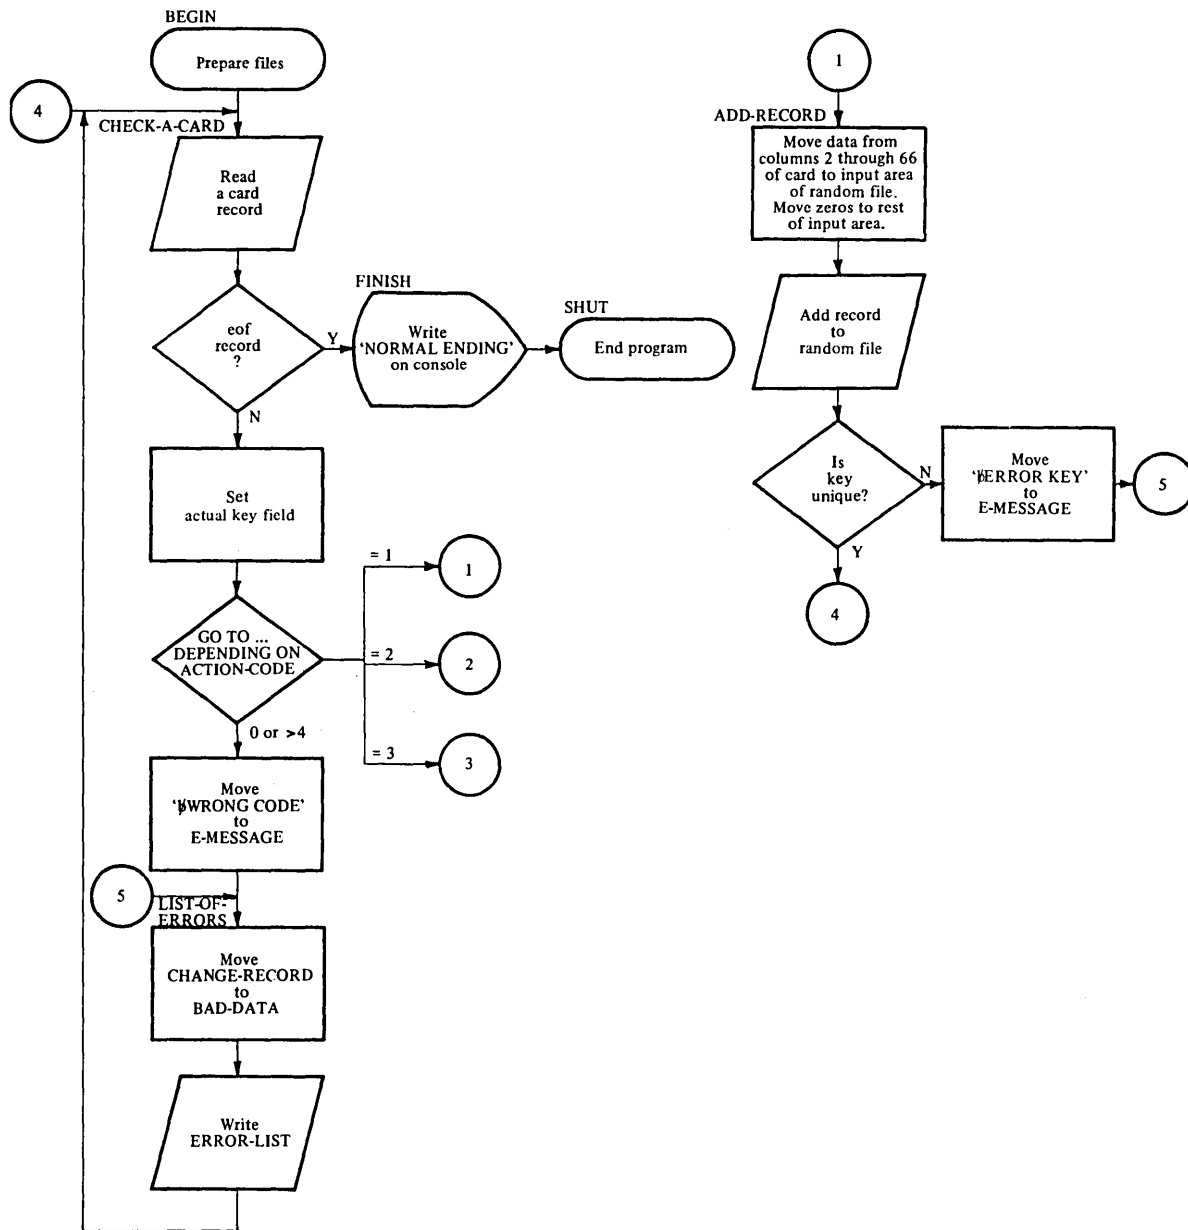 BEGIN
Prepare files
4
CHECK-A-CARD
Read
a card
record
eof
record
?
Y
N
FINISH
Write
'NORMAL ENDING'
on console
SHUT
End program
Set
actual key field
GO TO ...
DEPENDING ON
ACTION-CODE
= 1
1
= 2
2
= 3
3
0 or >4
Move
'b̸WRONG CODE'
to
E-MESSAGE
5
LIST-OF-
ERRORS
Move
CHANGE-RECORD
to
BAD-DATA
Write
ERROR-LIST
1
ADD-RECORD
Move data from
columns 2 through 66
of card to input area
of random file.
Move zeros to rest
of input area.
Add record
to
random file
Is
key
unique?
N
Y
Move
'b̸ERROR KEY'
to
E-MESSAGE
5
4